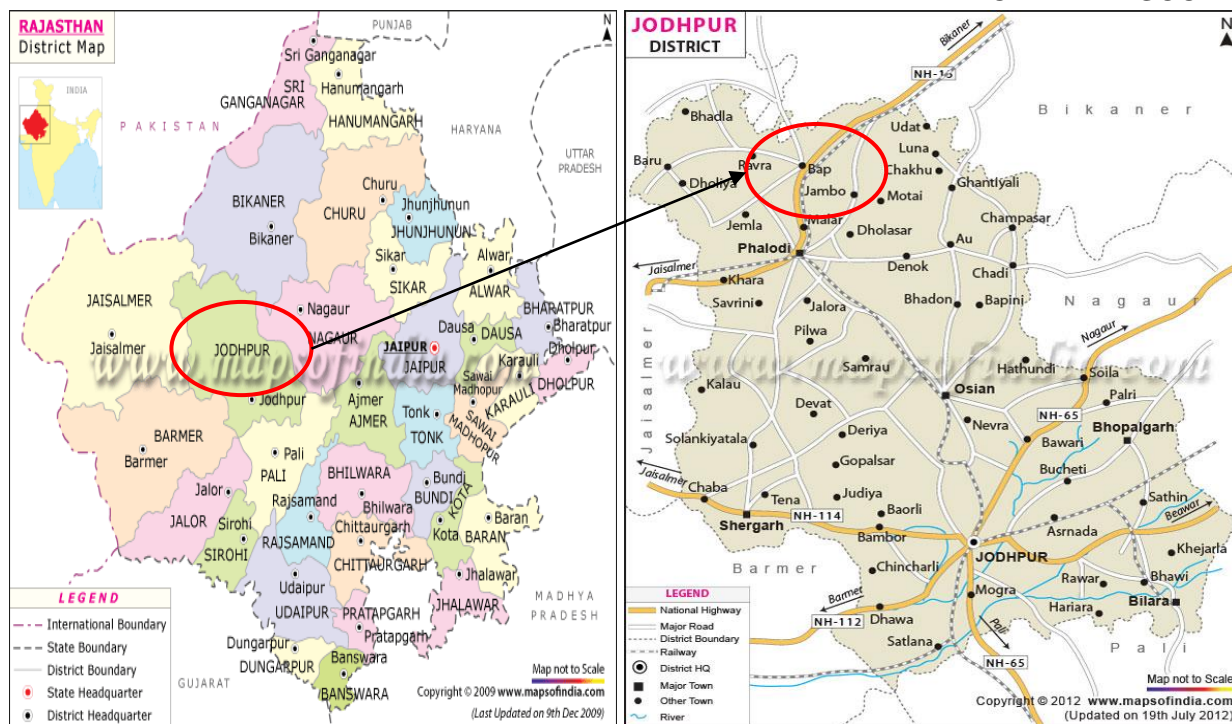 RAJASTHAN
District Map
INDIA
N
PUNJAB
Sri Ganganagar
SRI
GANGANAGAR
Hanumangarh
HANUMANGARH
PAKISTAN
HARYANA
UTTAR
PRADESH
BIKANER
Bikaner
Churu
CHURU
Jhunjhunun
JHUNJHUNUN
Sikar
SIKAR
Alwar
ALWAR
JAISALMER
Jaisalmer
JODHPUR
Jodhpur
Nagaur
NAGAUR
JAIPUR
JAIPUR
Dausa
DAUSA
BHARATPUR
Bharatpur
Dholpur
DHOLPUR
Karauli
KARAULI
Sawai
Madhopur
SAWAI
MADHOPUR
www.mapsofindia.com
Ajmer
AJMER
Tonk
TONK
BARMER
Barmer
Pali
PALI
Jalor
JALOR
Sirohi
SIROHI
Rajsamand
RAJSAMAND
BHILWARA
Bhilwara
Bundi
BUNDI
KOTA
Kota
Baran
BARAN
Chittaurgarh
CHITTAURGARH
Jhalawar
JHALAWAR
Udaipur
UDAIPUR
PRATAPGARH
Pratapgarh
Dungarpur
DUNGARPUR
Banswara
BANSWARA
GUJARAT
MADHYA
PRADESH
LEGEND
International Boundary
State Boundary
District Boundary
State Headquarter
District Headquarter
Map not to Scale
Copyright © 2009 www.mapsofindia.com
(Last Updated on 9th Dec 2009)
JODHPUR
DISTRICT
N
Bikaner
NH-15
Bikaner
Bhadla
Udat
Luna
Baru
Ravra
Bap
Chakhu
Dholiya
Jambo
Motai
Ghantiyali
Jemla
Malar
Dholasar
Champasar
Phalodi
Au
Jaisalmer
Denok
Chadi
Khara
Savrini
Jalora
Bhadon
Bapini
Nagaur
Pilwa
Nagaur
Jaisalmer
www.mapsofindia.com
Samrau
Hathundi
Soila
Kalau
Osian
Palri
Devat
NH-65
Solankiyatala
Deriya
Nevra
Bawari
Bhopalgarh
Jaisalmer
Gopalsar
Bucheti
Chaba
Tena
Judiya
Sathin
Shergarh
NH-114
Baorli
Asrnada
Beawar
Bambor
JODHPUR
Khejarla
Barmer
Chincharli
Rawar
Bhawi
Barmer
Mogra
Hariara
Bilara
NH-112
Dhawa
Pali
Satlana
NH-65
Pali
LEGEND
National Highway
Major Road
District Boundary
Railway
District HQ
Major Town
Other Town
River
Map not to Scale
Copyright © 2012 www.mapsofindia.com
(Updated on 19th July 2012)